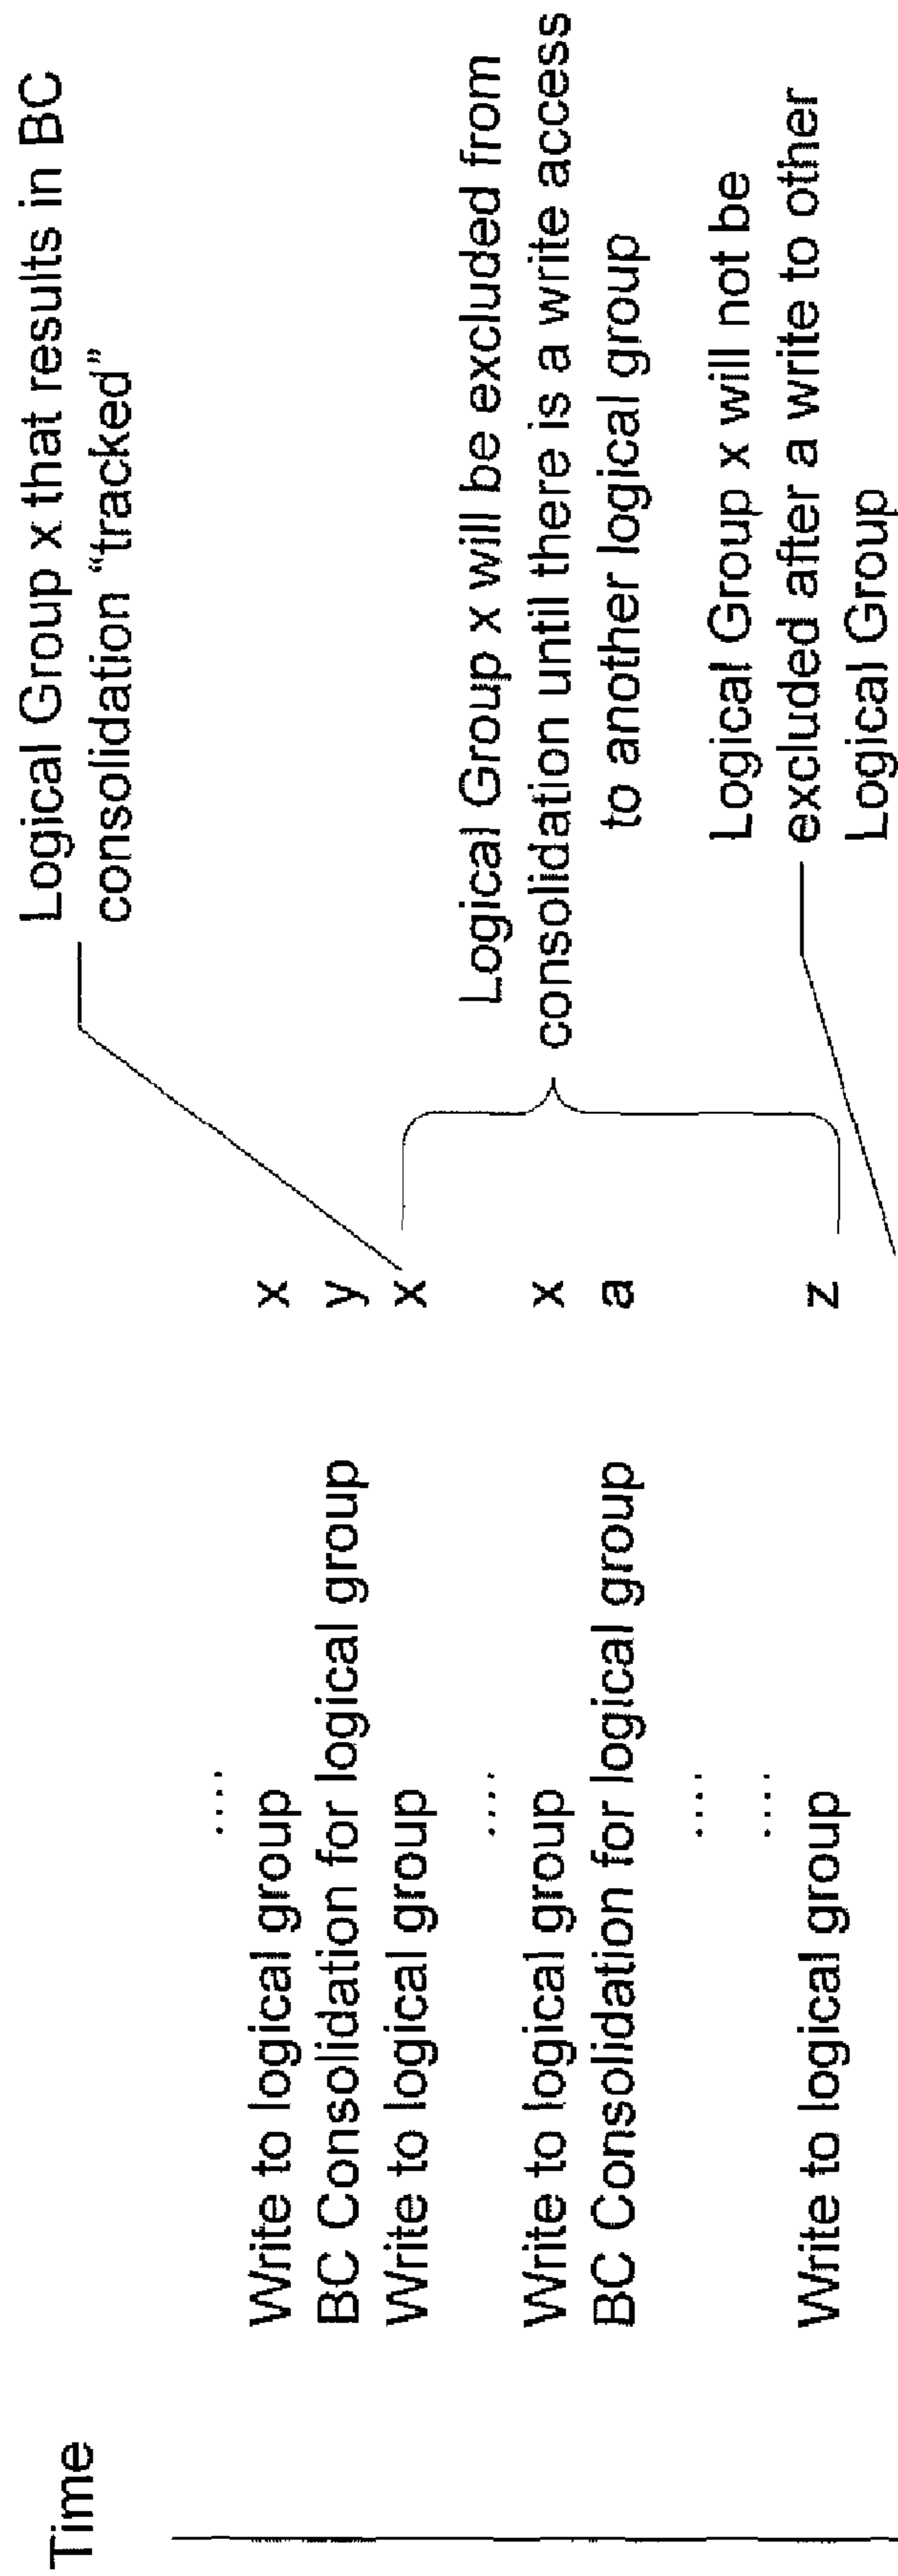 Time
....
Write to logical group x
BC Consolidation for logical group y
Write to logical group x
....
Write to logical group x
BC Consolidation for logical group a
....
....
Write to logical group z
Logical Group x that results in BC
consolidation “tracked”
Logical Group x will be excluded from
consolidation until there is a write access
to another logical group
Logical Group x will not be
excluded after a write to other
Logical Group